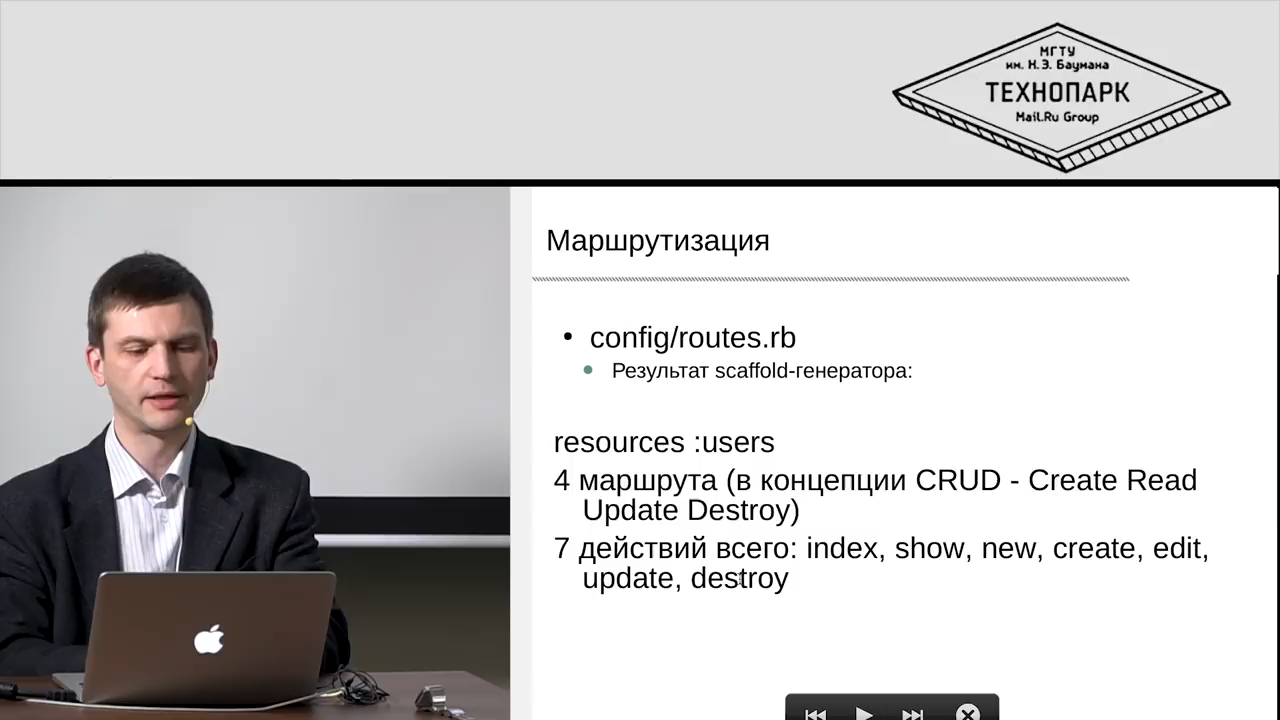 МГТУ
им. Н.Э. Баумана
ТЕХНОПАРК
Mail.Ru Group
Маршрутизация
• config/routes.rb
• Результат scaffold-генератора:
resources :users
4 маршрута (в концепции CRUD - Create Read
Update Destroy)
7 действий всего: index, show, new, create, edit,
update, destroy